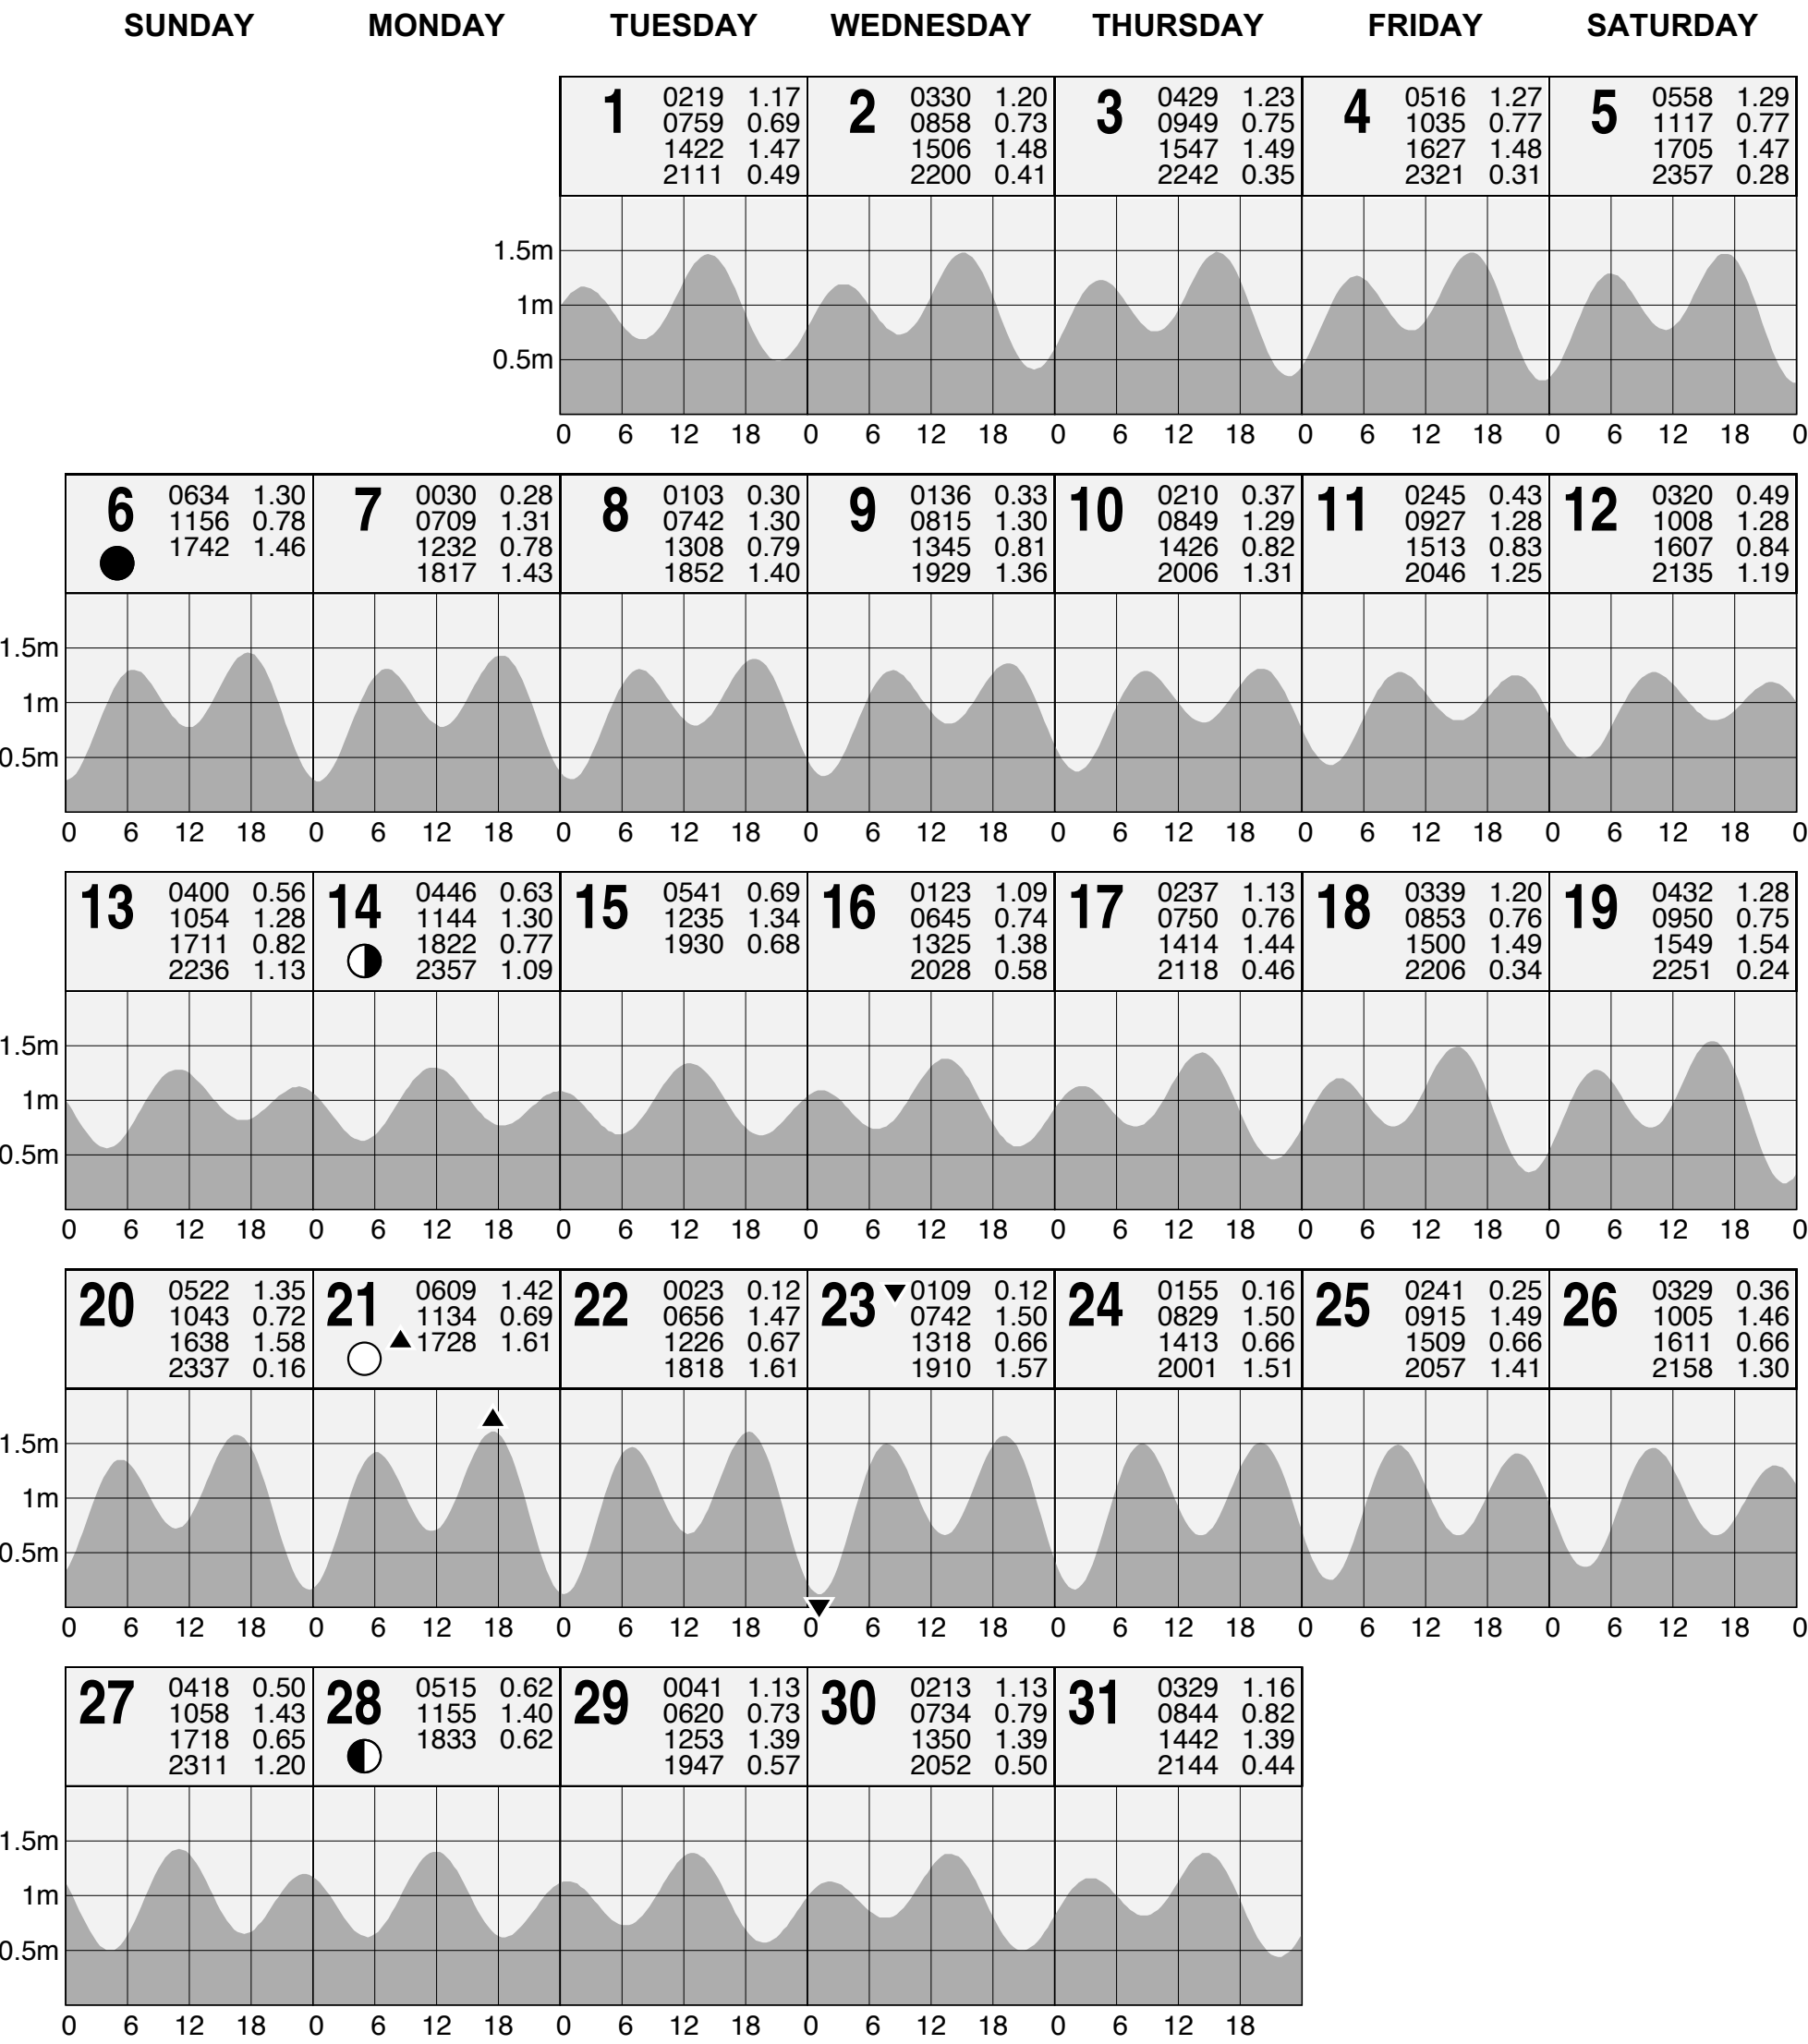 SUNDAY MONDAY TUESDAY WEDNESDAY THURSDAY FRIDAY SATURDAY
1 0219 1.17
0759 0.69
1422 1.47
2111 0.49
2 0330 1.20
0858 0.73
1506 1.48
2200 0.41
3 0429 1.23
0949 0.75
1547 1.49
2242 0.35
4 0516 1.27
1035 0.77
1627 1.48
2321 0.31
5 0558 1.29
1117 0.77
1705 1.47
2357 0.28
1.5m
1m
0.5m
0 6 12 18 0 6 12 18 0 6 12 18 0 6 12 18 0 6 12 18 0
6 0634 1.30
1156 0.78
1742 1.46
7 0030 0.28
0709 1.31
1232 0.78
1817 1.43
8 0103 0.30
0742 1.30
1308 0.79
1852 1.40
9 0136 0.33
0815 1.30
1345 0.81
1929 1.36
10 0210 0.37
0849 1.29
1426 0.82
2006 1.31
11 0245 0.43
0927 1.28
1513 0.83
2046 1.25
12 0320 0.49
1008 1.28
1607 0.84
2135 1.19
1.5m
1m
0.5m
0 6 12 18 0 6 12 18 0 6 12 18 0 6 12 18 0 6 12 18 0 6 12 18 0 6 12 18 0
13 0400 0.56
1054 1.28
1711 0.82
2236 1.13
14 0446 0.63
1144 1.30
1822 0.77
2357 1.09
15 0541 0.69
1235 1.34
1930 0.68
16 0123 1.09
0645 0.74
1325 1.38
2028 0.58
17 0237 1.13
0750 0.76
1414 1.44
2118 0.46
18 0339 1.20
0853 0.76
1500 1.49
2206 0.34
19 0432 1.28
0950 0.75
1549 1.54
2251 0.24
1.5m
1m
0.5m
0 6 12 18 0 6 12 18 0 6 12 18 0 6 12 18 0 6 12 18 0 6 12 18 0 6 12 18 0
20 0522 1.35
1043 0.72
1638 1.58
2337 0.16
21 0609 1.42
1134 0.69
1728 1.61
22 0023 0.12
0656 1.47
1226 0.67
1818 1.61
23 0109 0.12
0742 1.50
1318 0.66
1910 1.57
24 0155 0.16
0829 1.50
1413 0.66
2001 1.51
25 0241 0.25
0915 1.49
1509 0.66
2057 1.41
26 0329 0.36
1005 1.46
1611 0.66
2158 1.30
1.5m
1m
0.5m
0 6 12 18 0 6 12 18 0 6 12 18 0 6 12 18 0 6 12 18 0 6 12 18 0 6 12 18 0
27 0418 0.50
1058 1.43
1718 0.65
2311 1.20
28 0515 0.62
1155 1.40
1833 0.62
29 0041 1.13
0620 0.73
1253 1.39
1947 0.57
30 0213 1.13
0734 0.79
1350 1.39
2052 0.50
31 0329 1.16
0844 0.82
1442 1.39
2144 0.44
1.5m
1m
0.5m
0 6 12 18 0 6 12 18 0 6 12 18 0 6 12 18 0 6 12 18